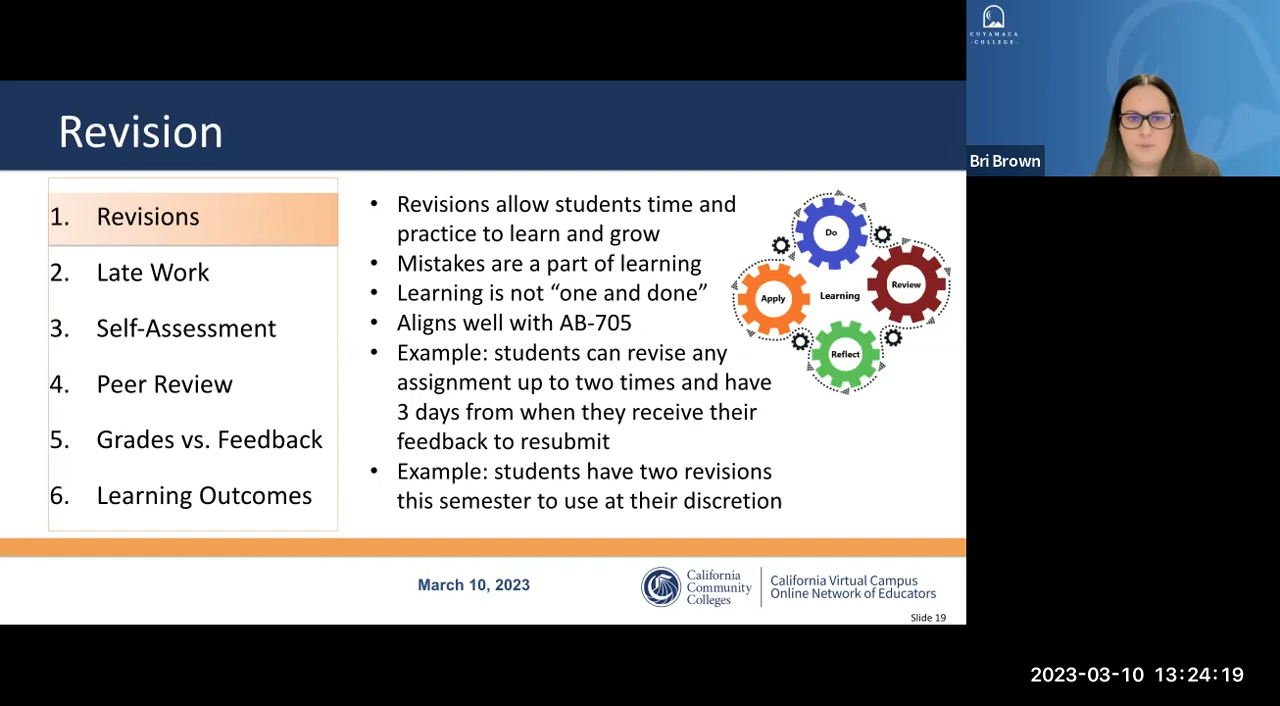 Revision
1. Revisions
2. Late Work
3. Self-Assessment
4. Peer Review
5. Grades vs. Feedback
6. Learning Outcomes
• Revisions allow students time and
practice to learn and grow
• Mistakes are a part of learning
• Learning is not “one and done”
• Aligns well with AB-705
• Example: students can revise any
assignment up to two times and have
3 days from when they receive their
feedback to resubmit
• Example: students have two revisions
this semester to use at their discretion
Do
Apply
Learning
Review
Reflect
March 10, 2023
California
Community
Colleges
California Virtual Campus
Online Network of Educators
Slide 19
CUYAMACA
-COLLEGE-
Bri Brown
2023-03-10 13:24:19